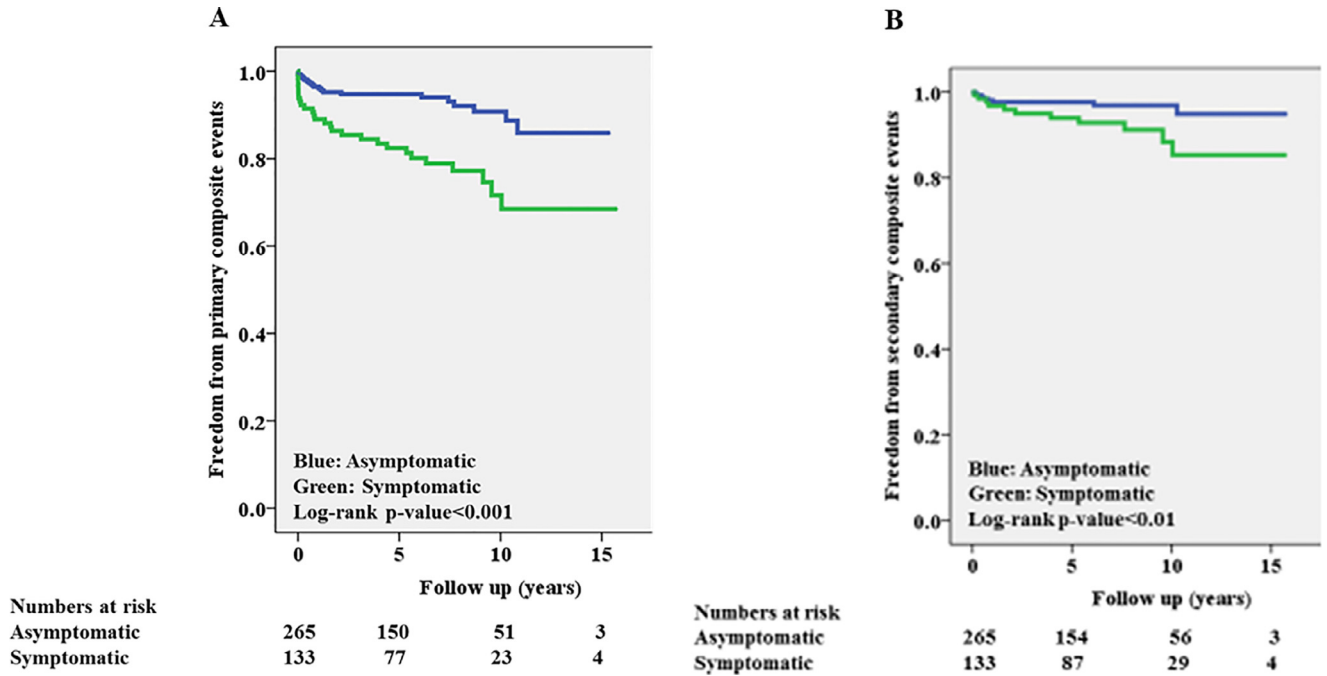 A
Freedom from primary composite events
1.0
0.8
0.6
0.4
0.2
0.0
Blue: Asymptomatic
Green: Symptomatic
Log-rank p-value<0.001
0 5 10 15
Follow up (years)
Numbers at risk
Asymptomatic 265 150 51 3
Symptomatic 133 77 23 4
B
Freedom from secondary composite events
1.0
0.8
0.6
0.4
0.2
0.0
Blue: Asymptomatic
Green: Symptomatic
Log-rank p-value<0.01
0 5 10 15
Follow up (years)
Numbers at risk
Asymptomatic 265 154 56 3
Symptomatic 133 87 29 4